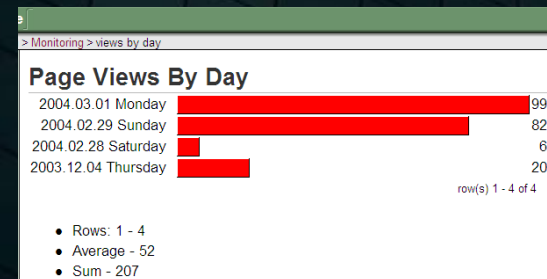 e
> Monitoring > views by day
Page Views By Day
2004.03.01 Monday 99
2004.02.29 Sunday 82
2004.02.28 Saturday 6
2003.12.04 Thursday 20
row(s) 1 - 4 of 4
• Rows: 1 - 4
• Average - 52
• Sum - 207